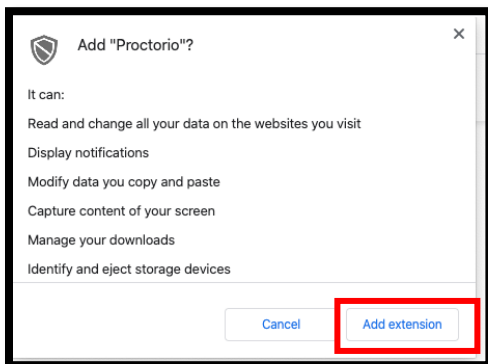 Add "Proctorio"?
It can:
Read and change all your data on the websites you visit
Display notifications
Modify data you copy and paste
Capture content of your screen
Manage your downloads
Identify and eject storage devices
Cancel
Add extension